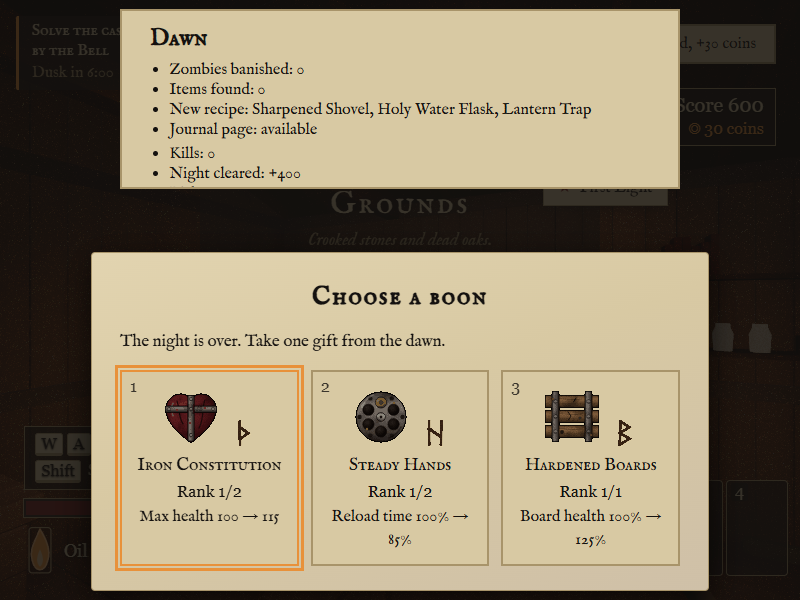 Solve the cas
by the Bell
Dusk in 6:00
Dawn
Zombies banished: 0
Items found: 0
New recipe: Sharpened Shovel, Holy Water Flask, Lantern Trap
Journal page: available
Kills: 0
Night cleared: +400
d, +30 coins
Score 600
30 coins
First Light
Grounds
Crooked stones and dead oaks.
Choose a boon
The night is over. Take one gift from the dawn.
1
Iron Constitution
Rank 1/2
Max health 100 → 115
2
Steady Hands
Rank 1/2
Reload time 100% →
85%
3
Hardened Boards
Rank 1/1
Board health 100% →
125%
W A
Shift
Oil
4